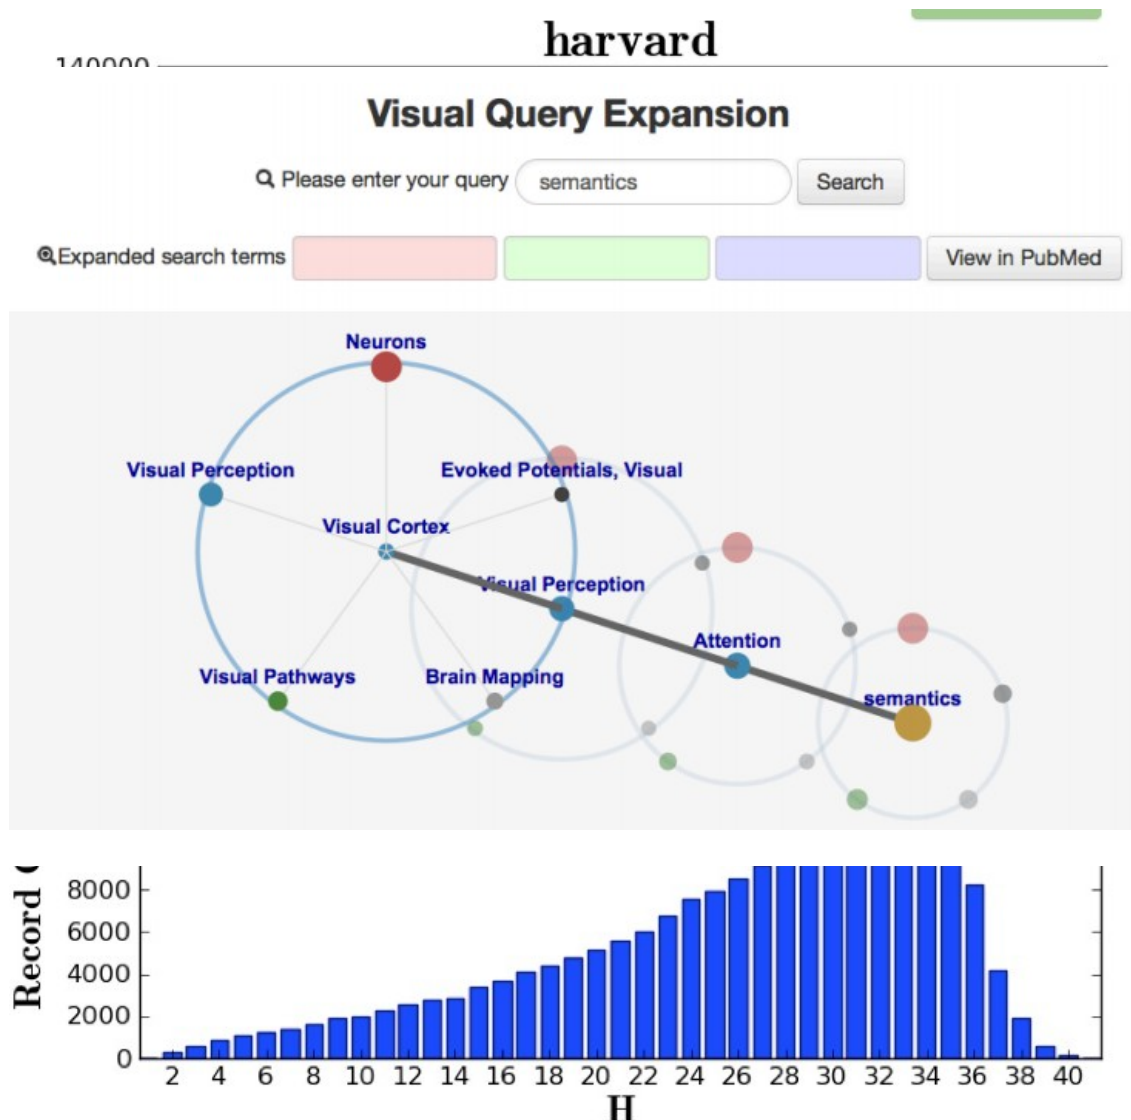 harvard
140000
Visual Query Expansion
Please enter your query semantics Search
Expanded search terms View in PubMed
Neurons
Visual Perception Evoked Potentials, Visual
Visual Cortex
Visual Perception
Attention
Visual Pathways Brain Mapping
semantics
Record
8000
6000
4000
2000
0
2 4 6 8 10 12 14 16 18 20 22 24 26 28 30 32 34 36 38 40
H